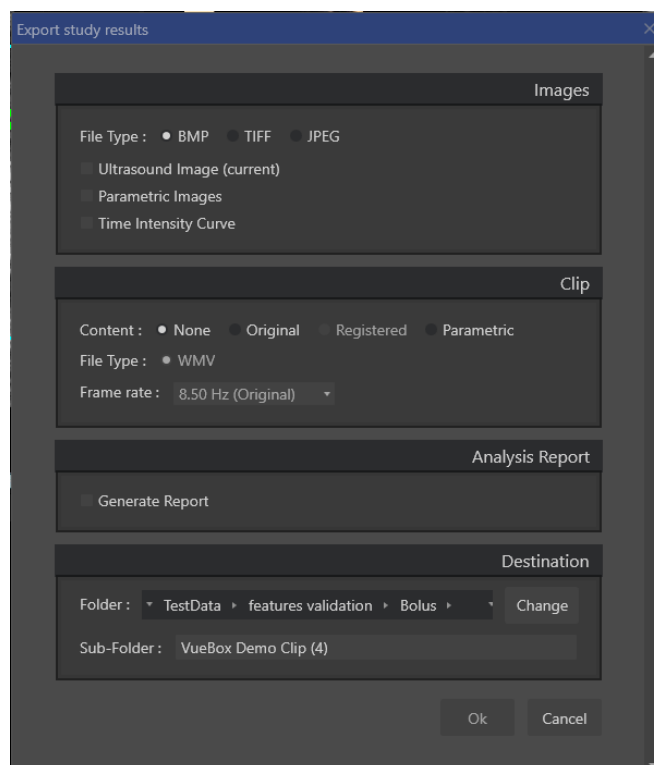 Export study results
Images
File Type : BMP TIFF JPEG
Ultrasound Image (current)
Parametric Images
Time Intensity Curve
Clip
Content : None Original Registered Parametric
File Type : WMV
Frame rate : 8.50 Hz (Original)
Analysis Report
Generate Report
Destination
Folder : TestData features validation Bolus Change
Sub-Folder : VueBox Demo Clip (4)
Ok Cancel